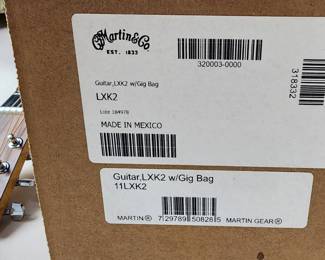 Martin & Co
EST. 1833
320003-0000
318332
Guitar,LXK2 w/Gig Bag
LXK2
MADE IN MEXICO
Guitar,LXK2 w/Gig Bag
11LXK2
MARTIN® 7 29789 50828 5 MARTIN GEAR®